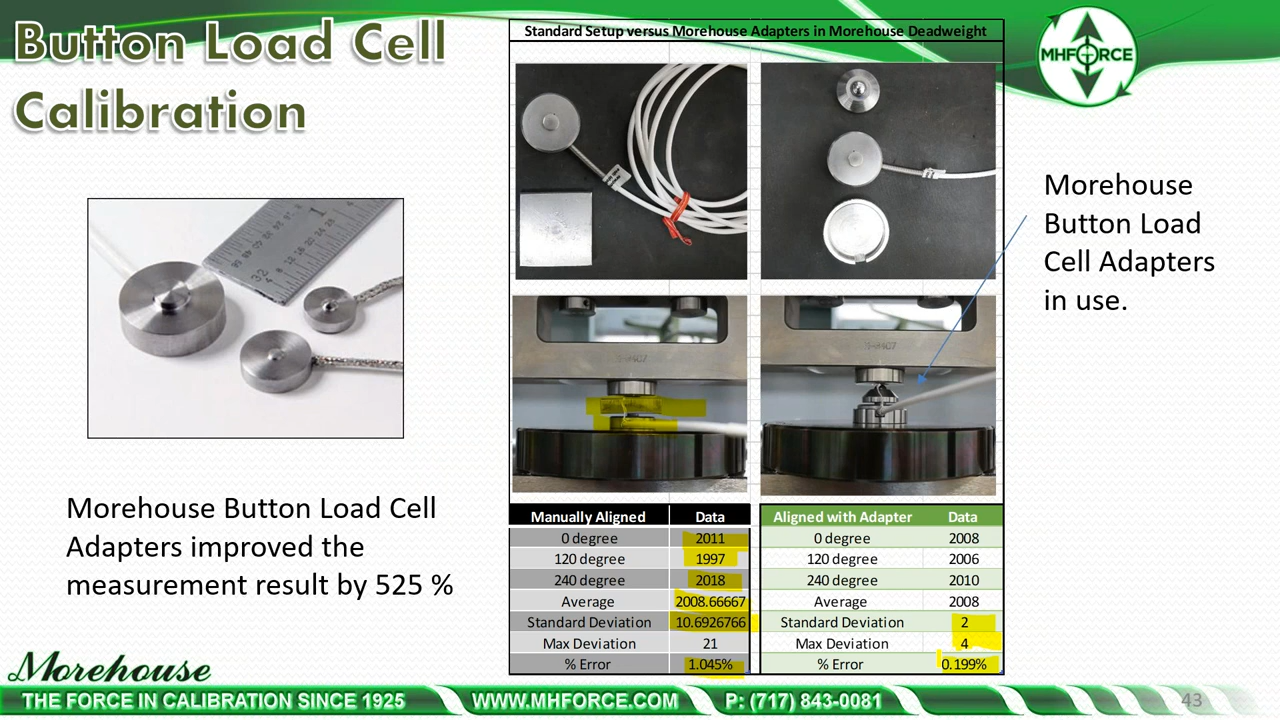 Button Load Cell
Calibration
Standard Setup versus Morehouse Adapters in Morehouse Deadweight
MHFORCE
Morehouse
Button Load
Cell Adapters
in use.
Morehouse Button Load Cell
Adapters improved the
measurement result by 525 %
Manually Aligned Data
0 degree 2011
120 degree 1997
240 degree 2018
Average 2008.66667
Standard Deviation 10.6926766
Max Deviation 21
% Error 1.045%
Aligned with Adapter Data
0 degree 2008
120 degree 2006
240 degree 2010
Average 2008
Standard Deviation 2
Max Deviation 4
% Error 0.199%
Morehouse
THE FORCE IN CALIBRATION SINCE 1925 WWW.MHFORCE.COM P: (717) 843-0081
43